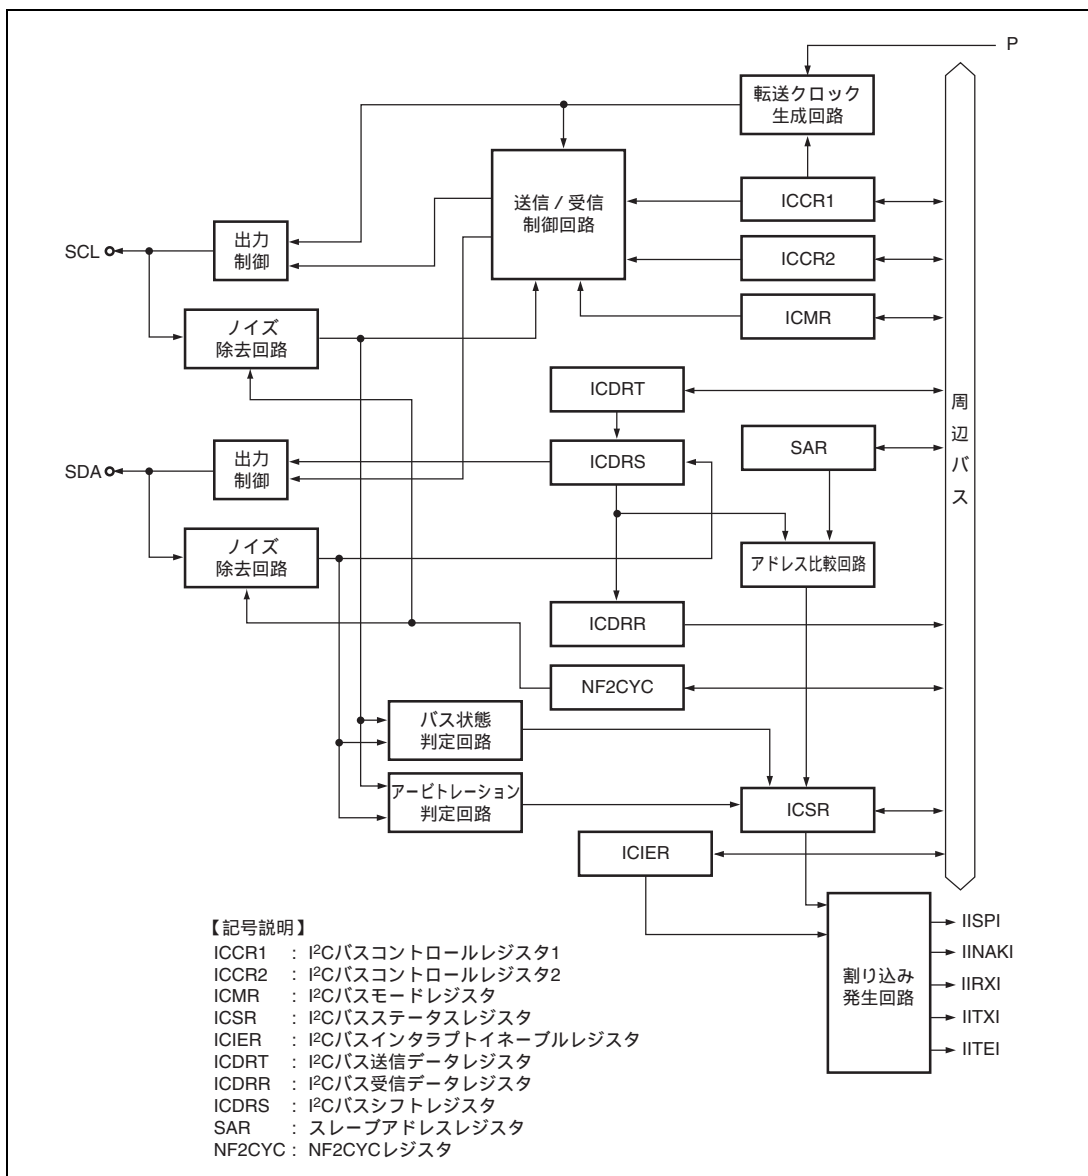 P
転送クロック
生成回路
送信 / 受信
制御回路
ICCR1
ICCR2
ICMR
SCL
出力
制御
ノイズ
除去回路
ICDRT
ICDRS
SAR
周辺バス
SDA
出力
制御
ノイズ
除去回路
アドレス比較回路
ICDRR
NF2CYC
バス状態
判定回路
アービトレーション
判定回路
ICSR
ICIER
割り込み
発生回路
IISPI
IINAKI
IIRXI
IITXI
IITEI
【記号説明】
ICCR1 : I²Cバスコントロールレジスタ1
ICCR2 : I²Cバスコントロールレジスタ2
ICMR : I²Cバスモードレジスタ
ICSR : I²Cバスステータスレジスタ
ICIER : I²Cバスインタラプトイネーブルレジスタ
ICDRT : I²Cバス送信データレジスタ
ICDRR : I²Cバス受信データレジスタ
ICDRS : I²Cバスシフトレジスタ
SAR : スレーブアドレスレジスタ
NF2CYC : NF2CYCレジスタ